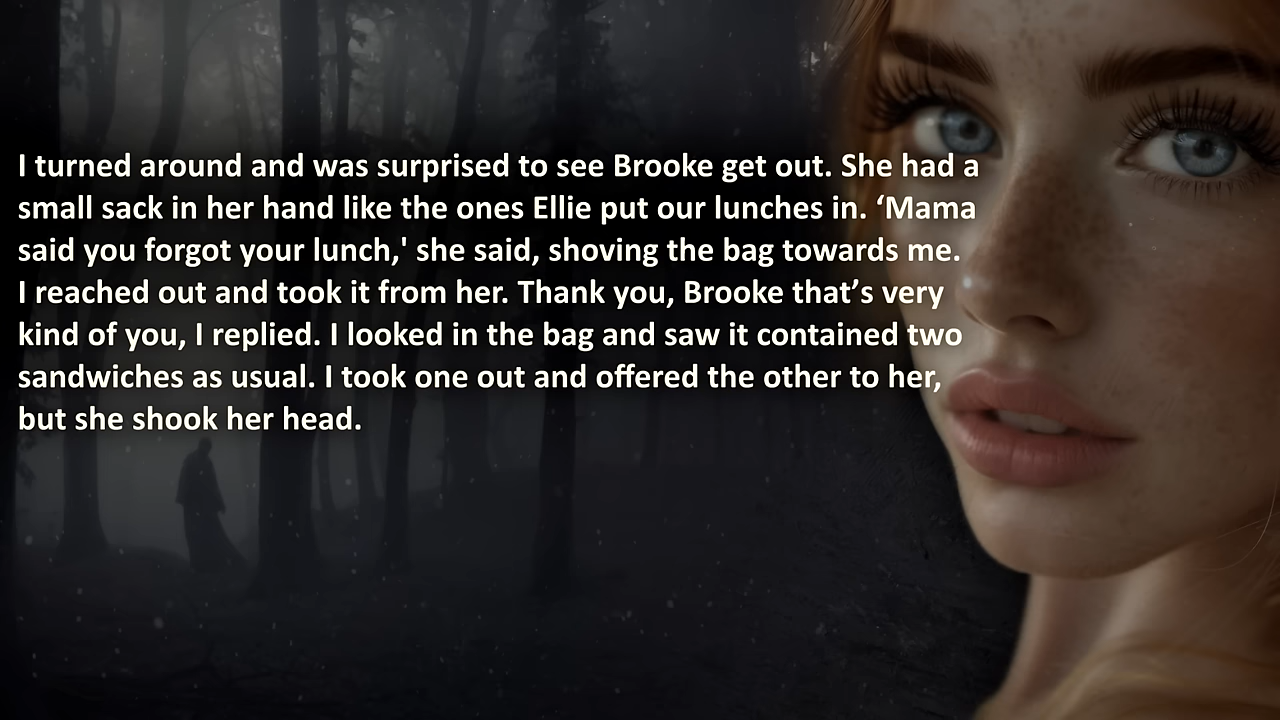 I turned around and was surprised to see Brooke get out. She had a
small sack in her hand like the ones Ellie put our lunches in. ‘Mama
said you forgot your lunch,' she said, shoving the bag towards me.
I reached out and took it from her. Thank you, Brooke that’s very
kind of you, I replied. I looked in the bag and saw it contained two
sandwiches as usual. I took one out and offered the other to her,
but she shook her head.